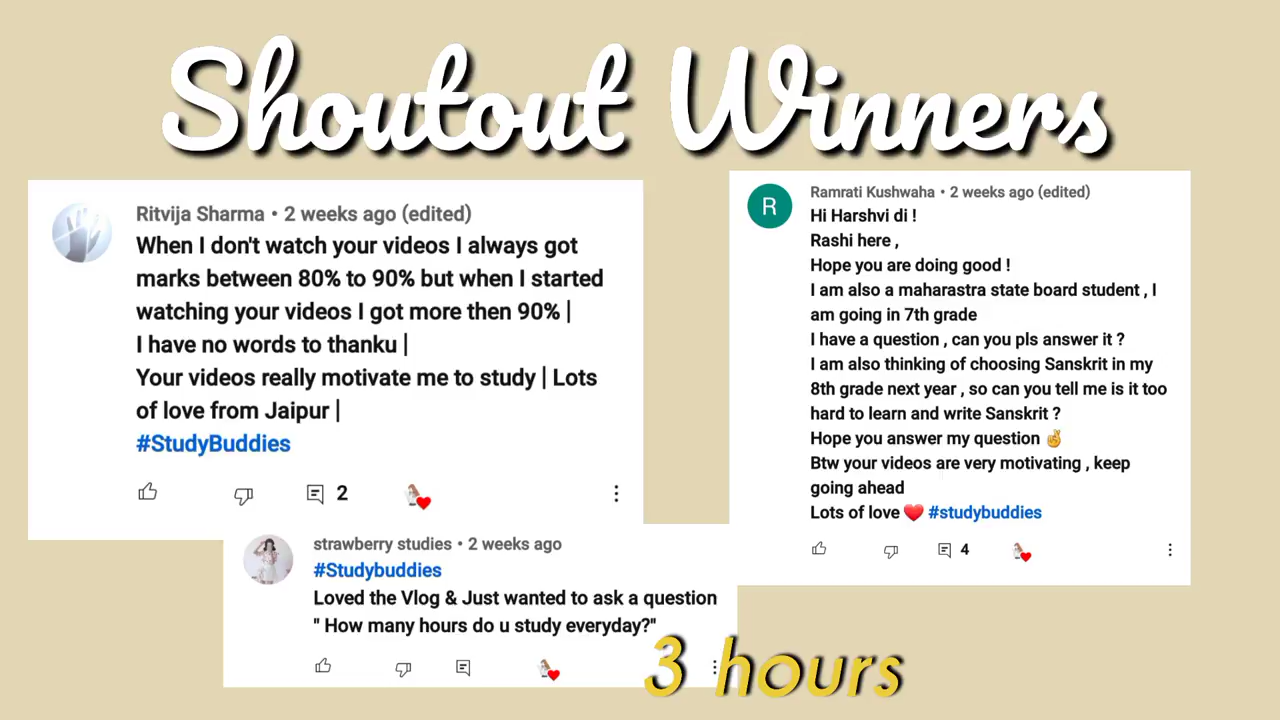 Shoutout Winners
Ritvija Sharma • 2 weeks ago (edited)
When I don't watch your videos I always got
marks between 80% to 90% but when I started
watching your videos I got more then 90% |
I have no words to thanku |
Your videos really motivate me to study | Lots
of love from Jaipur |
#StudyBuddies
2
strawberry studies • 2 weeks ago
#Studybuddies
Loved the Vlog & Just wanted to ask a question
" How many hours do u study everyday?"
3 hours
R
Ramrati Kushwaha • 2 weeks ago (edited)
Hi Harshvi di !
Rashi here ,
Hope you are doing good !
I am also a maharastra state board student , I
am going in 7th grade
I have a question , can you pls answer it ?
I am also thinking of choosing Sanskrit in my
8th grade next year , so can you tell me is it too
hard to learn and write Sanskrit ?
Hope you answer my question 🤞
Btw your videos are very motivating , keep
going ahead
Lots of love ❤️ #studybuddies
4